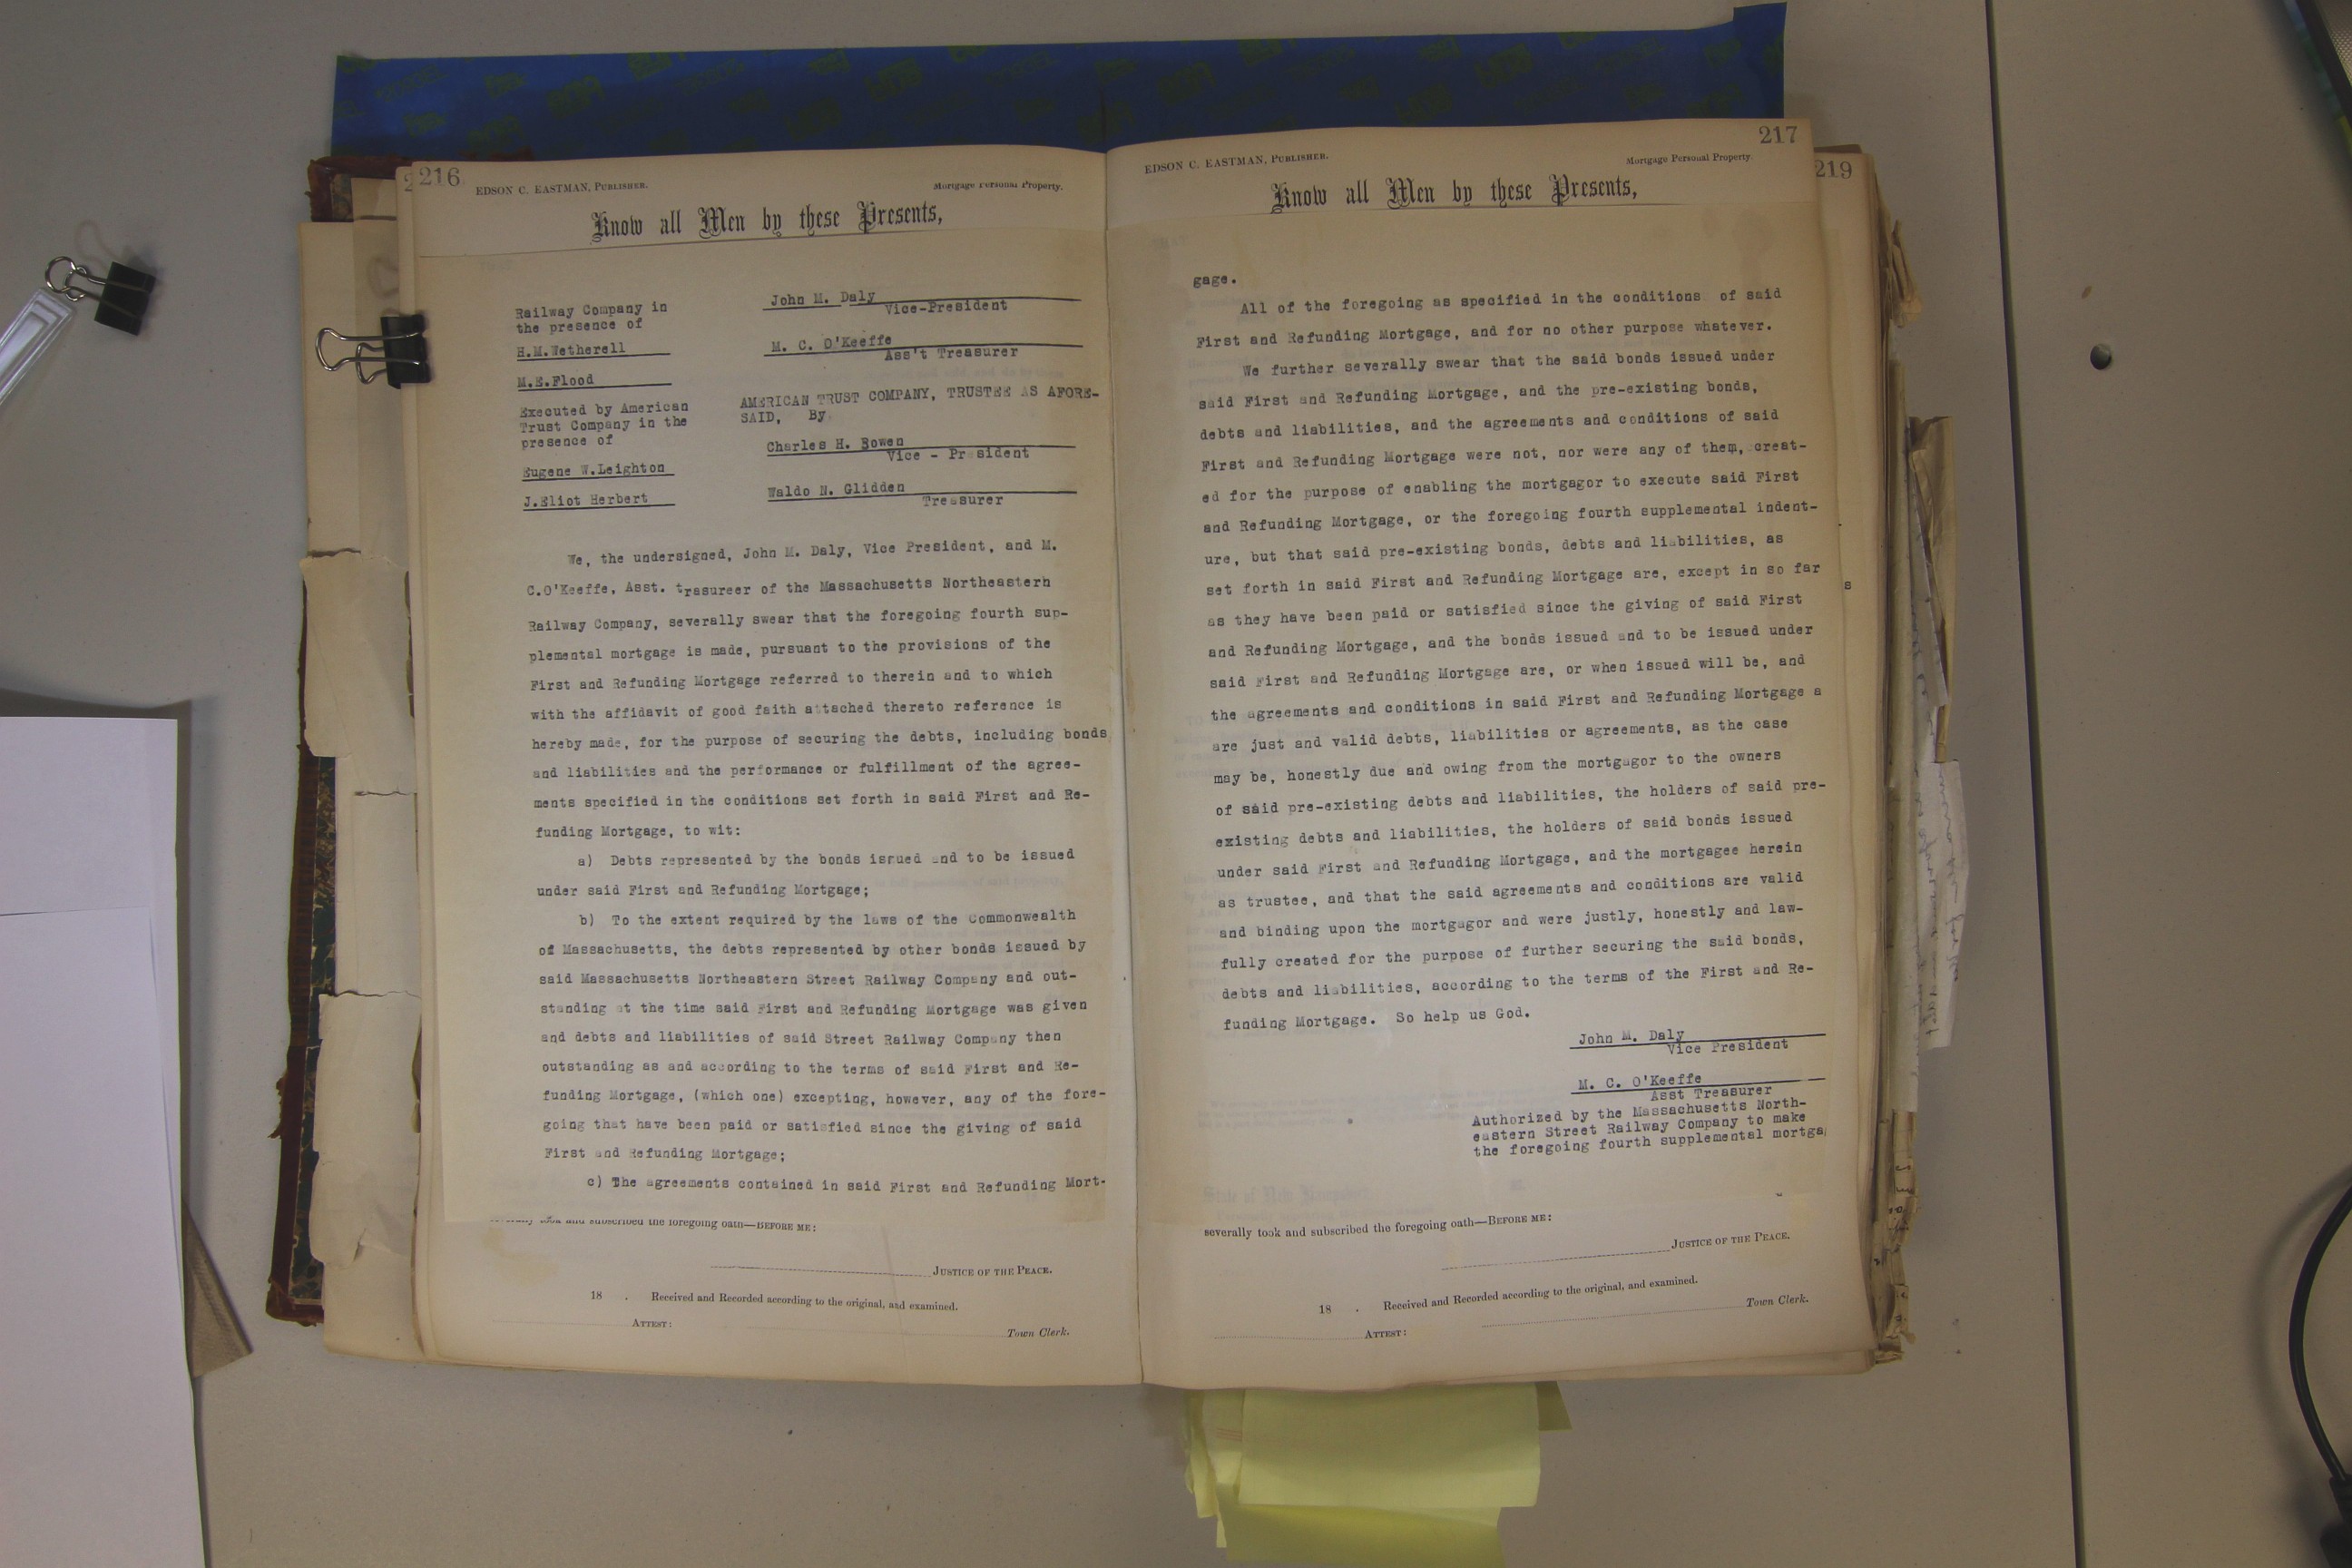 216
EDSON C. EASTMAN, PUBLISHER.
Mortgage Personal Property.
Know all Men by these Presents,
Railway Company in
the presence of
H.M.Wetherell
M.E.Flood
Executed by American
Trust Company in the
presence of
Eugene W.Leighton
J.Eliot Herbert
John M. Daly
Vice-President
M. C. O'Keeffe
Ass't Treasurer
AMERICAN TRUST COMPANY, TRUSTEE AS AFORE-
SAID, By
Charles H. Bowen
Vice - President
Waldo N. Glidden
Treasurer
We, the undersigned, John M. Daly, Vice President, and M.
C.O'Keeffe, Asst. trasureer of the Massachusetts Northeastern
Railway Company, severally swear that the foregoing fourth sup-
plemental mortgage is made, pursuant to the provisions of the
First and Refunding Mortgage referred to therein and to which
with the affidavit of good faith attached thereto reference is
hereby made, for the purpose of securing the debts, including bonds
and liabilities and the performance or fulfillment of the agree-
ments specified in the conditions set forth in said First and Re-
funding Mortgage, to wit:
a) Debts represented by the bonds issued and to be issued
under said First and Refunding Mortgage;
b) To the extent required by the laws of the Commonwealth
of Massachusetts, the debts represented by other bonds issued by
said Massachusetts Northeastern Street Railway Company and out-
standing at the time said First and Refunding Mortgage was given
and debts and liabilities of said Street Railway Company then
outstanding as and according to the terms of said First and Re-
funding Mortgage, (which one) excepting, however, any of the fore-
going that have been paid or satisfied since the giving of said
First and Refunding Mortgage;
c) The agreements contained in said First and Refunding Mort-
severally took and subscribed the foregoing oath—BEFORE ME:
JUSTICE OF THE PEACE.
18 . Received and Recorded according to the original, and examined.
ATTEST:
Town Clerk.
217
EDSON C. EASTMAN, PUBLISHER.
Mortgage Personal Property.
Know all Men by these Presents,
219
gage.
All of the foregoing as specified in the conditions of said
First and Refunding Mortgage, and for no other purpose whatever.
We further severally swear that the said bonds issued under
said First and Refunding Mortgage, and the pre-existing bonds,
debts and liabilities, and the agreements and conditions of said
First and Refunding Mortgage were not, nor were any of them, creat-
ed for the purpose of enabling the mortgagor to execute said First
and Refunding Mortgage, or the foregoing fourth supplemental indent-
ure, but that said pre-existing bonds, debts and liabilities, as
set forth in said First and Refunding Mortgage are, except in so far
as they have been paid or satisfied since the giving of said First
and Refunding Mortgage, and the bonds issued and to be issued under
said First and Refunding Mortgage are, or when issued will be, and
the agreements and conditions in said First and Refunding Mortgage a
are just and valid debts, liabilities or agreements, as the case
may be, honestly due and owing from the mortgagor to the owners
of said pre-existing debts and liabilities, the holders of said pre-
existing debts and liabilities, the holders of said bonds issued
under said First and Refunding Mortgage, and the mortgagee herein
as trustee, and that the said agreements and conditions are valid
and binding upon the mortgagor and were justly, honestly and law-
fully created for the purpose of further securing the said bonds,
debts and liabilities, according to the terms of the First and Re-
funding Mortgage. So help us God.
John M. Daly
Vice President
M. C. O'Keeffe
Asst Treasurer
Authorized by the Massachusetts North-
eastern Street Railway Company to make
the foregoing fourth supplemental mortga
severally took and subscribed the foregoing oath—BEFORE ME:
JUSTICE OF THE PEACE.
18 . Received and Recorded according to the original, and examined.
ATTEST:
Town Clerk.